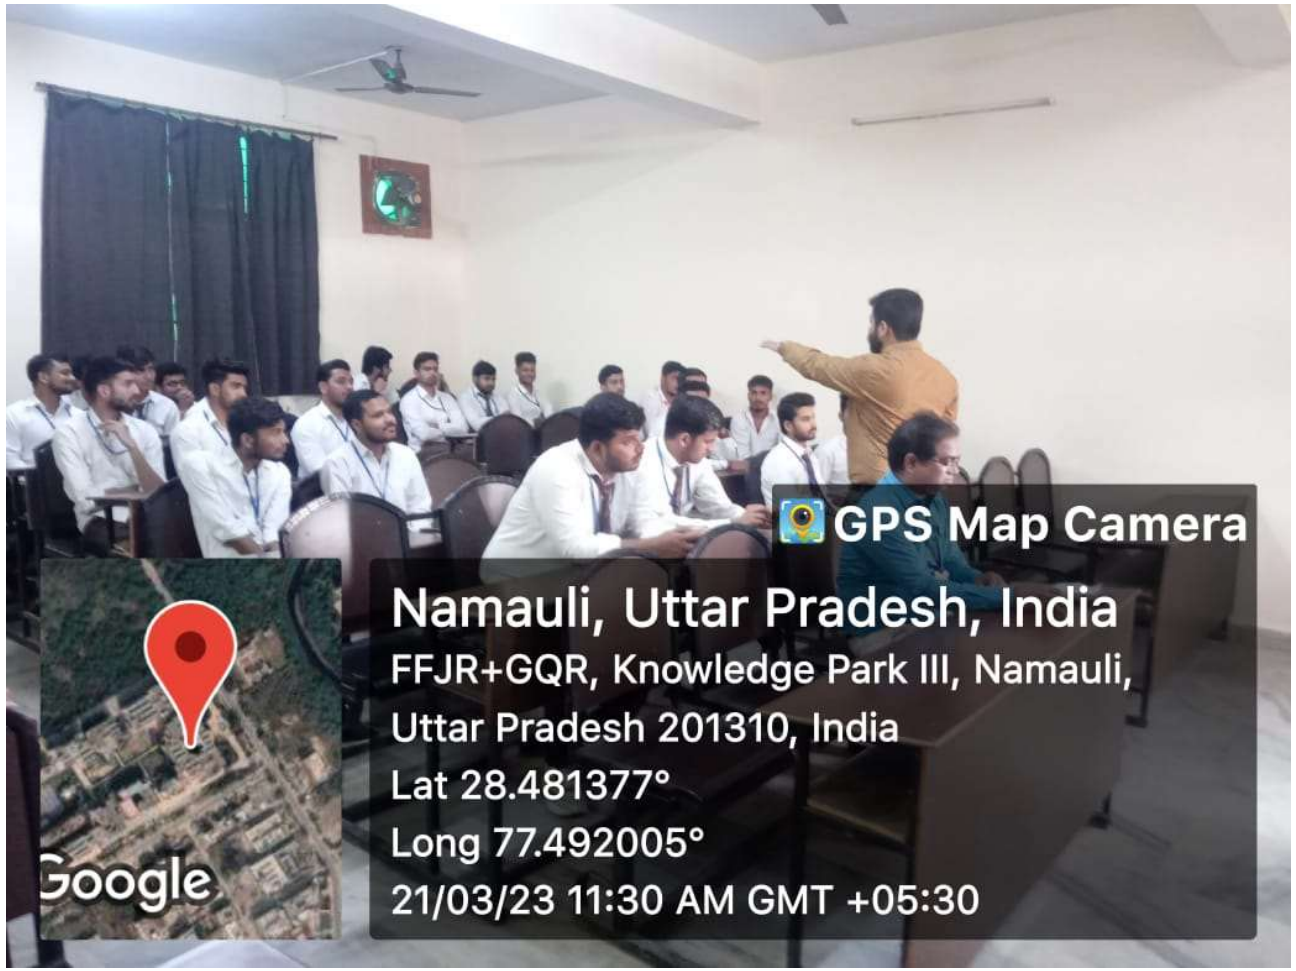 GPS Map Camera
Namauli, Uttar Pradesh, India
FFJR+GQR, Knowledge Park III, Namauli,
Uttar Pradesh 201310, India
Lat 28.481377°
Long 77.492005°
21/03/23 11:30 AM GMT +05:30
Google